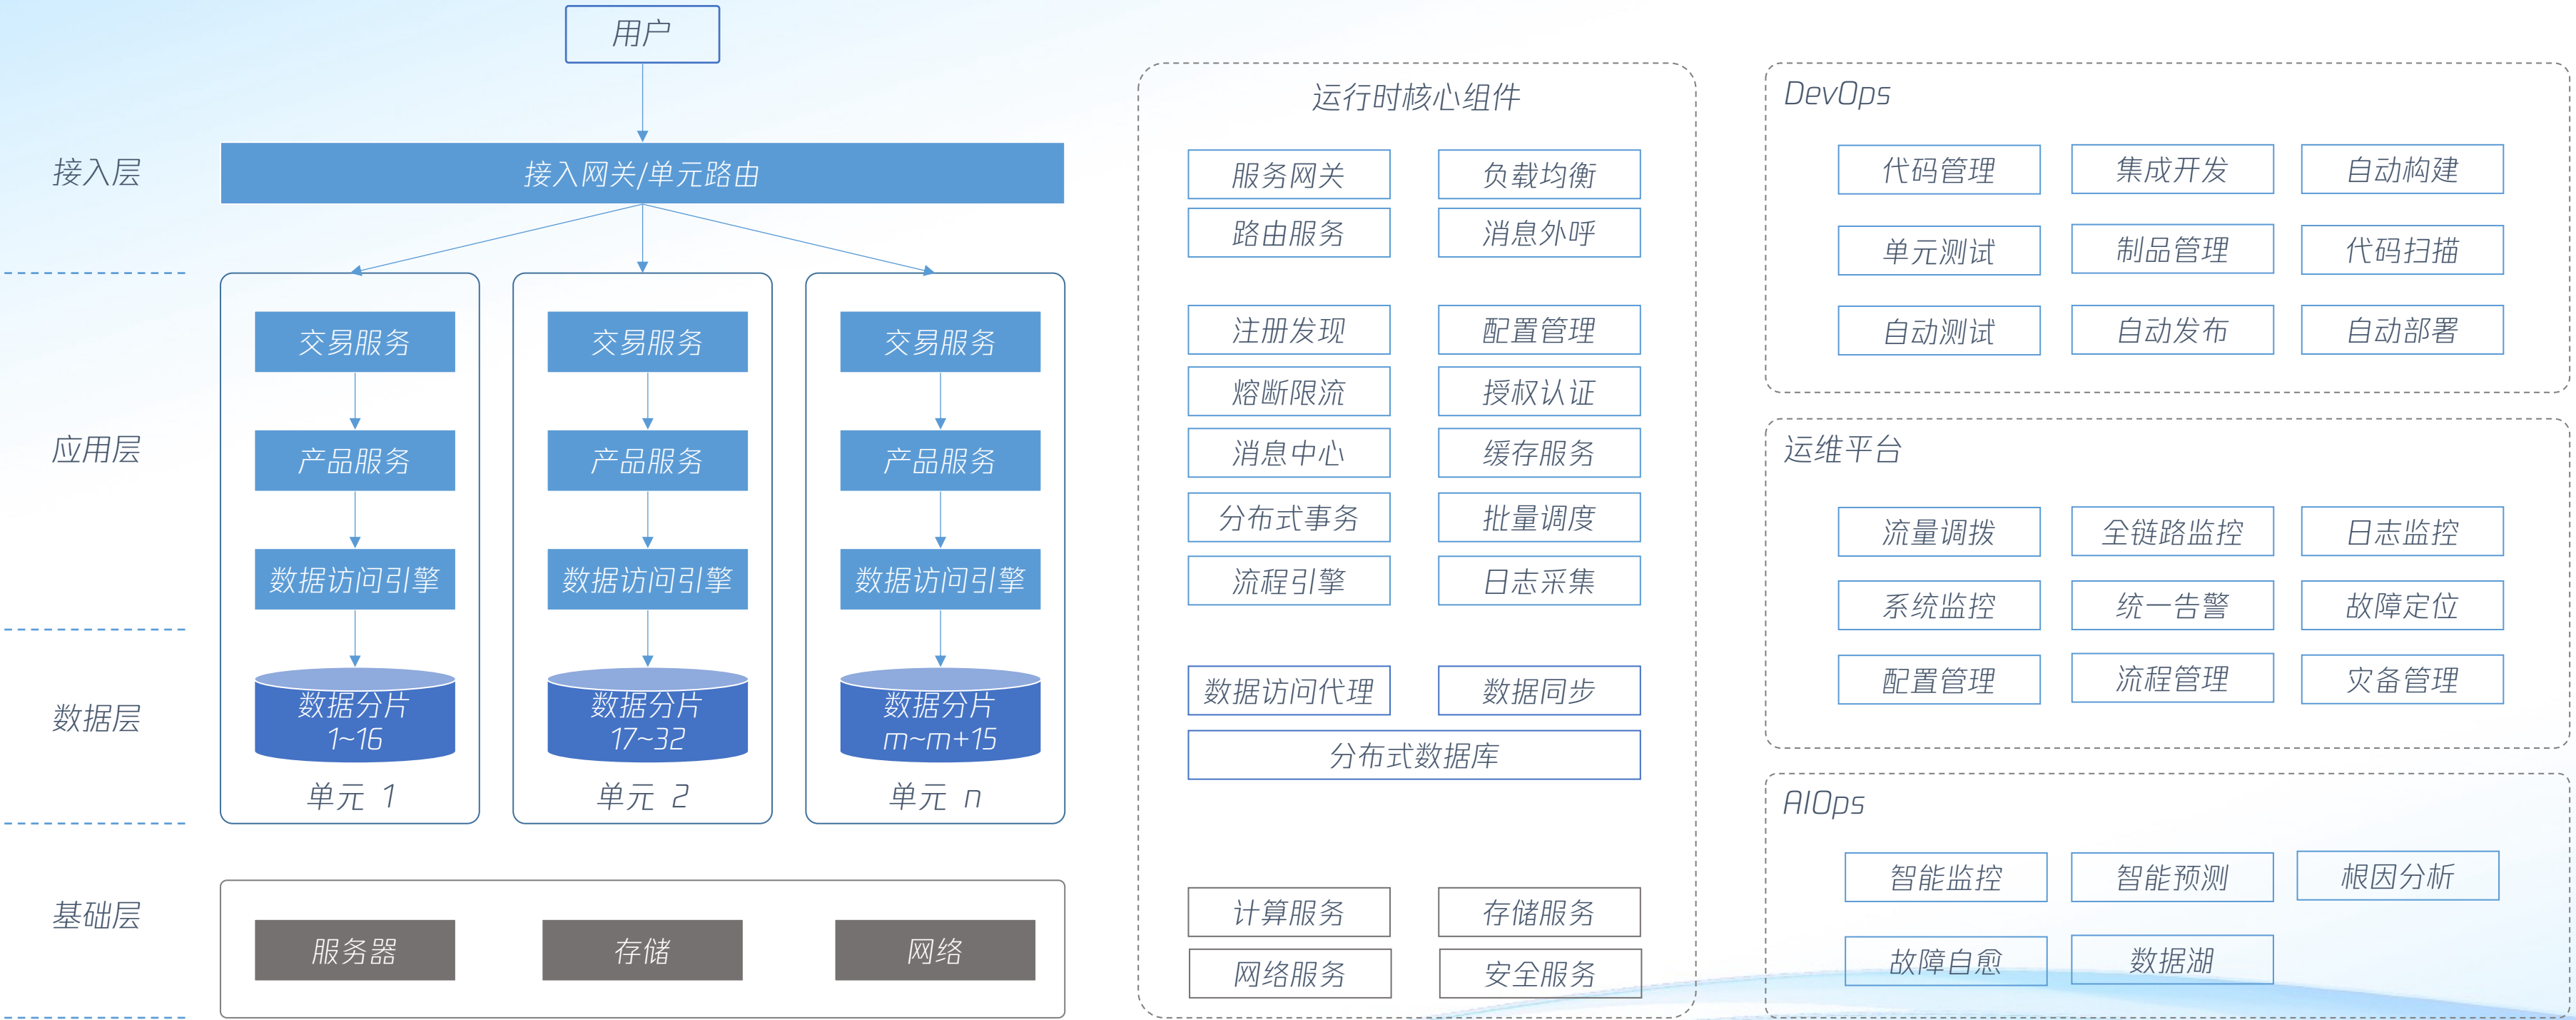 用户
接入层
接入网关/单元路由
应用层
交易服务
产品服务
数据访问引擎
数据分片
1~16
单元 1
交易服务
产品服务
数据访问引擎
数据分片
17~32
单元 2
交易服务
产品服务
数据访问引擎
数据分片
m~m+15
单元 n
数据层
基础层
服务器
存储
网络
运行时核心组件
服务网关
负载均衡
路由服务
消息外呼
注册发现
配置管理
熔断限流
授权认证
消息中心
缓存服务
分布式事务
批量调度
流程引擎
日志采集
数据访问代理
数据同步
分布式数据库
计算服务
存储服务
网络服务
安全服务
DevOps
代码管理
集成开发
自动构建
单元测试
制品管理
代码扫描
自动测试
自动发布
自动部署
运维平台
流量调拨
全链路监控
日志监控
系统监控
统一告警
故障定位
配置管理
流程管理
灾备管理
AIOps
智能监控
智能预测
根因分析
故障自愈
数据湖